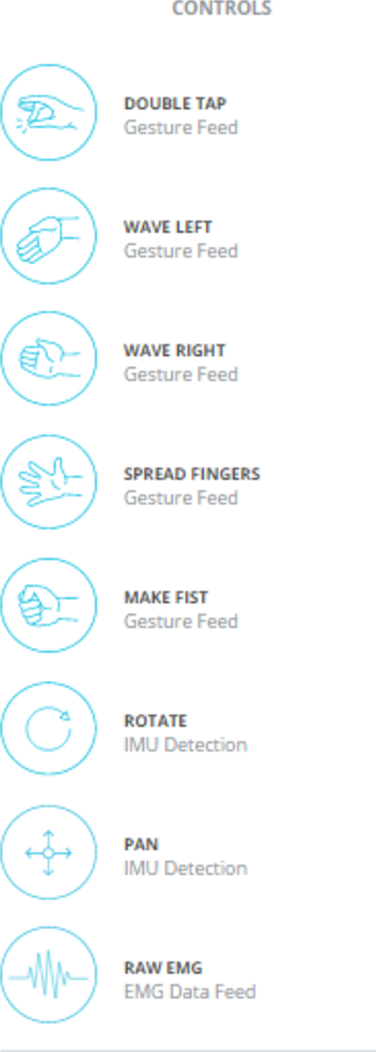 CONTROLS
DOUBLE TAP
Gesture Feed
WAVE LEFT
Gesture Feed
WAVE RIGHT
Gesture Feed
SPREAD FINGERS
Gesture Feed
MAKE FIST
Gesture Feed
ROTATE
IMU Detection
PAN
IMU Detection
RAW EMG
EMG Data Feed